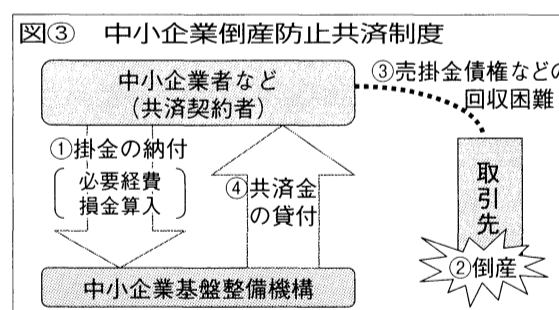 図③ 中小企業倒産防止共済制度
中小企業者など
(共済契約者)
③売掛金債権などの
回収困難
①掛金の納付
必要経費
損金算入
④共済金
の貸付
取引先
②倒産
中小企業基盤整備機構